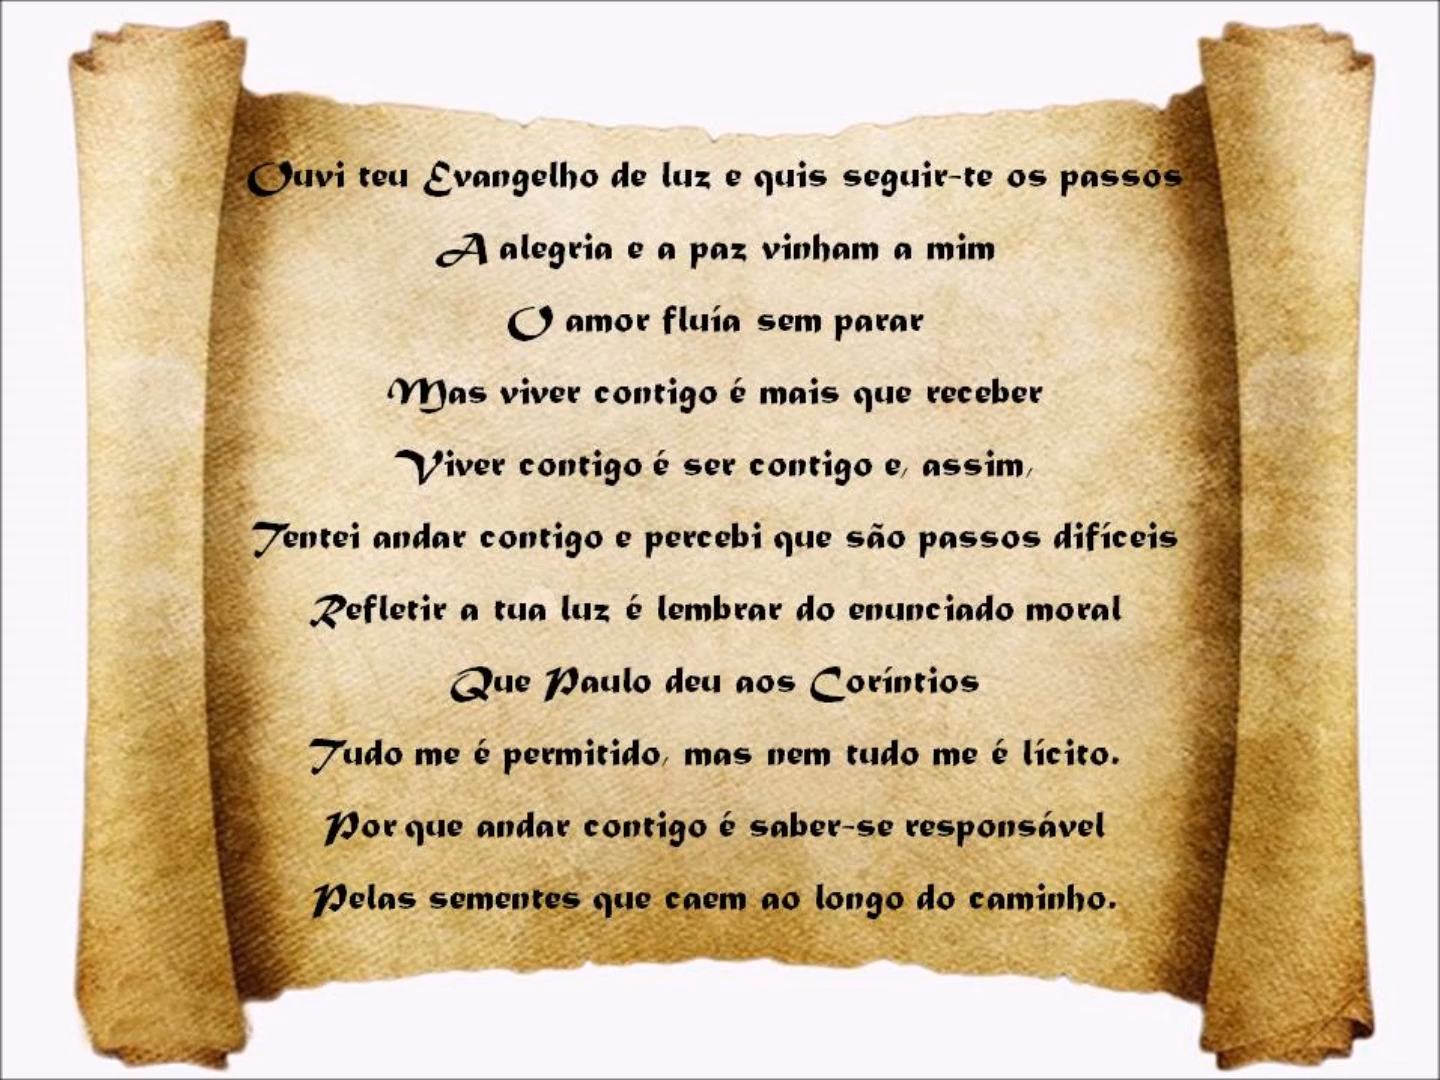 Ouvi teu Evangelho de luz e quis seguir-te os passos
A alegria e a paz vinham a mim
O amor fluía sem parar
Mas viver contigo é mais que receber
Viver contigo é ser contigo e, assim,
Tentei andar contigo e percebi que são passos difíceis
Refletir a tua luz é lembrar do enunciado moral
Que Paulo deu aos Coríntios
Tudo me é permitido, mas nem tudo me é lícito.
Por que andar contigo é saber-se responsável
Pelas sementes que caem ao longo do caminho.